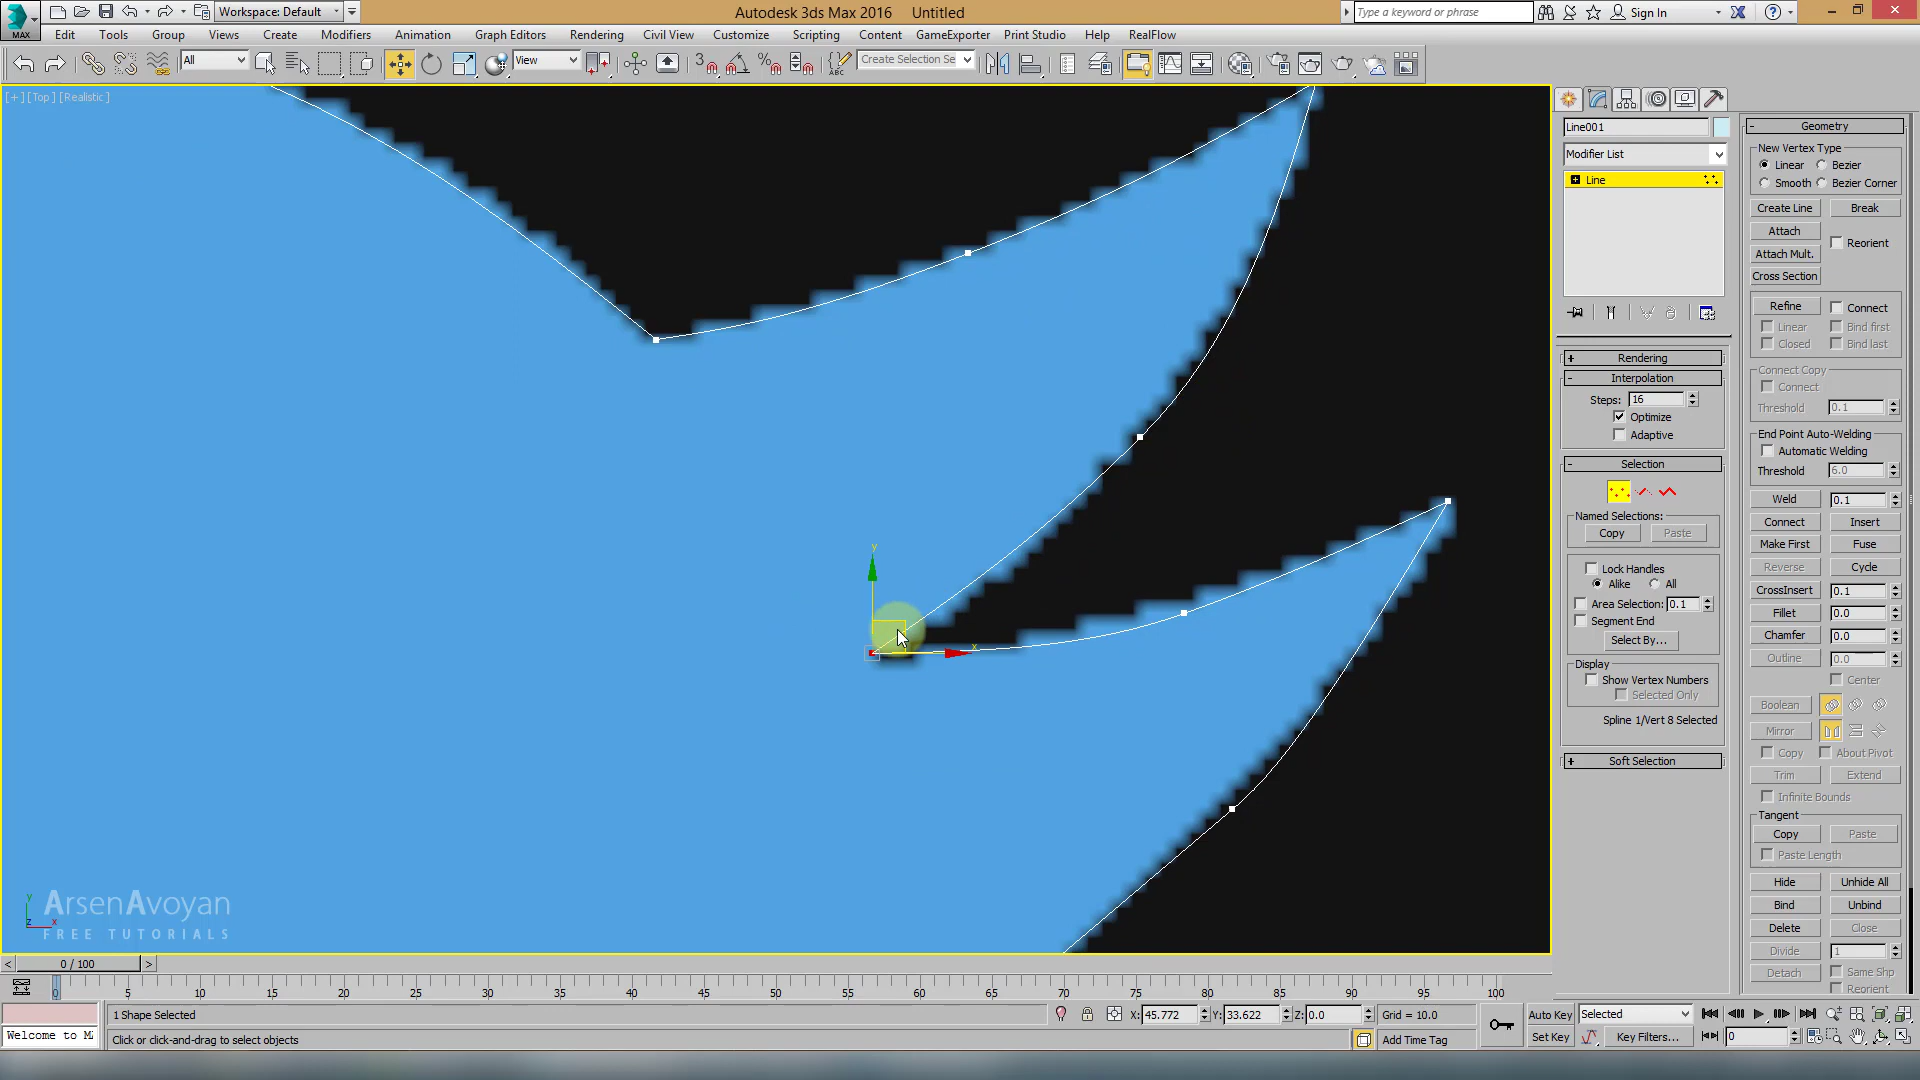 Workspace: Default
Autodesk 3ds Max 2016 Untitled
Type a keyword or phrase
Sign In
MAX
Edit Tools Group Views Create Modifiers Animation Graph Editors Rendering Civil View Customize Scripting Content GameExporter Print Studio Help RealFlow
All
View
Create Selection Se
[+] [Top] [Realistic]
Line001
Modifier List
Line
Rendering
Interpolation
Steps: 16
Optimize
Adaptive
Selection
Named Selections:
Copy Paste
Lock Handles
Alike All
Area Selection: 0.1
Segment End
Select By...
Display
Show Vertex Numbers
Selected Only
Spline 1/Vert 8 Selected
Soft Selection
Geometry
New Vertex Type
Linear Bezier
Smooth Bezier Corner
Create Line Break
Attach
Reorient
Attach Mult.
Cross Section
Refine Connect
Linear Bind first
Closed Bind last
Connect Copy
Connect
Threshold 0.1
End Point Auto-Welding
Automatic Welding
Threshold 6.0
Weld 0.1
Connect Insert
Make First Fuse
Reverse Cycle
CrossInsert 0.1
Fillet 0.0
Chamfer 0.0
Outline 0.0
Center
Boolean
Mirror
Copy About Pivot
Trim Extend
Infinite Bounds
Tangent
Copy Paste
Paste Length
Hide Unhide All
Bind Unbind
Delete Close
Divide 1
Detach Same Shp
Reorient
y
x
y
z x
ArsenAvoyan
FREE TUTORIALS
< 0 / 100 >
0 5 10 15 20 25 30 35 40 45 50 55 60 65 70 75 80 85 90 95 100
1 Shape Selected
X: 45.772 Y: 33.622 Z: 0.0 Grid = 10.0
Auto Key Selected
Welcome to M
Click or click-and-drag to select objects
Add Time Tag
Set Key Key Filters... 0